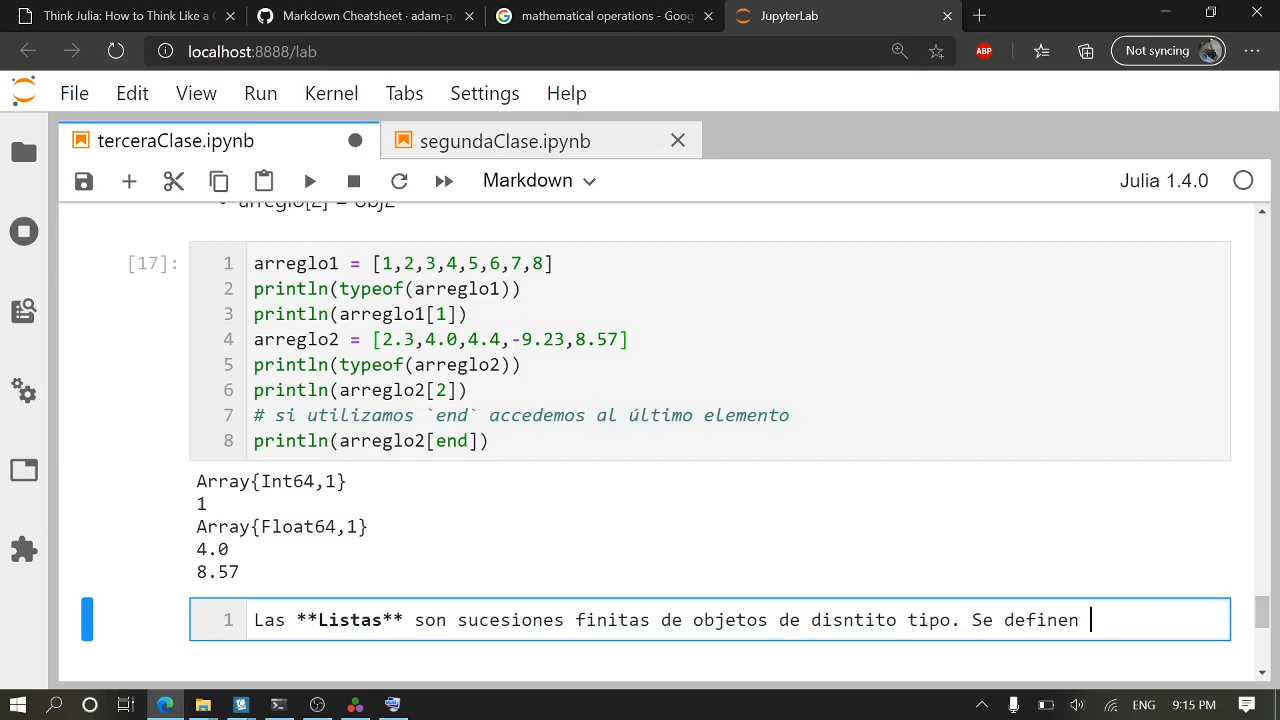 Think Julia: How to Think Like a C
Markdown Cheatsheet · adam-p/
mathematical operations - Goog
JupyterLab
localhost:8888/lab
ABP
Not syncing
File Edit View Run Kernel Tabs Settings Help
terceraClase.ipynb
segundaClase.ipynb
Markdown
Julia 1.4.0
• arreglo[2] = obj2
[17]:
1 arreglo1 = [1,2,3,4,5,6,7,8]
2 println(typeof(arreglo1))
3 println(arreglo1[1])
4 arreglo2 = [2.3,4.0,4.4,-9.23,8.57]
5 println(typeof(arreglo2))
6 println(arreglo2[2])
7 # si utilizamos `end` accedemos al último elemento
8 println(arreglo2[end])
Array{Int64,1}
1
Array{Float64,1}
4.0
8.57
1 Las **Listas** son sucesiones finitas de objetos de disntito tipo. Se definen
ENG 9:15 PM